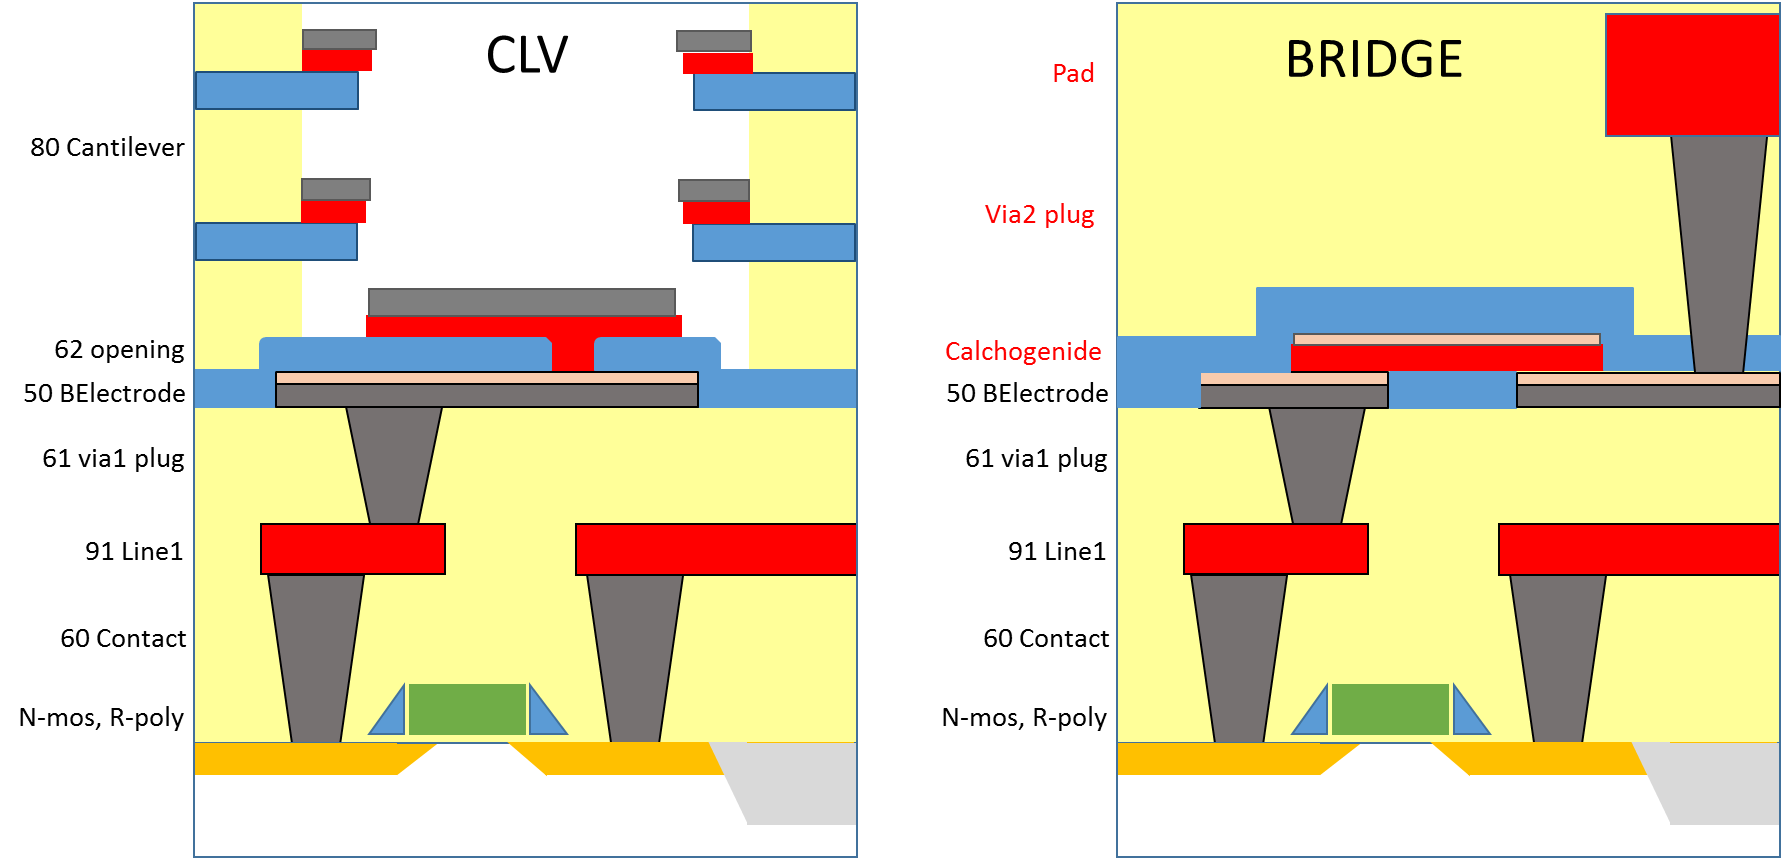 CLV
80 Cantilever
62 opening
50 BElectrode
61 via1 plug
91 Line1
60 Contact
N-mos, R-poly
BRIDGE
Pad
Via2 plug
Calchogenide
50 BElectrode
61 via1 plug
91 Line1
60 Contact
N-mos, R-poly